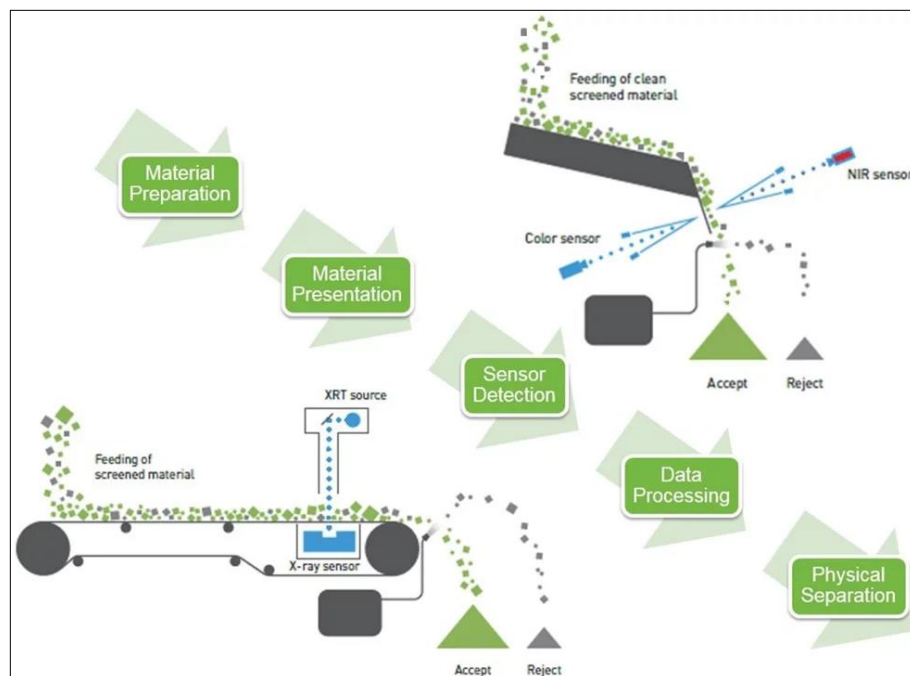 Feeding of clean
screened material
NIR sensor
Color sensor
Accept
Reject
Material
Preparation
Material
Presentation
Sensor
Detection
Data
Processing
Physical
Separation
XRT source
Feeding of
screened material
X-ray sensor
Accept
Reject